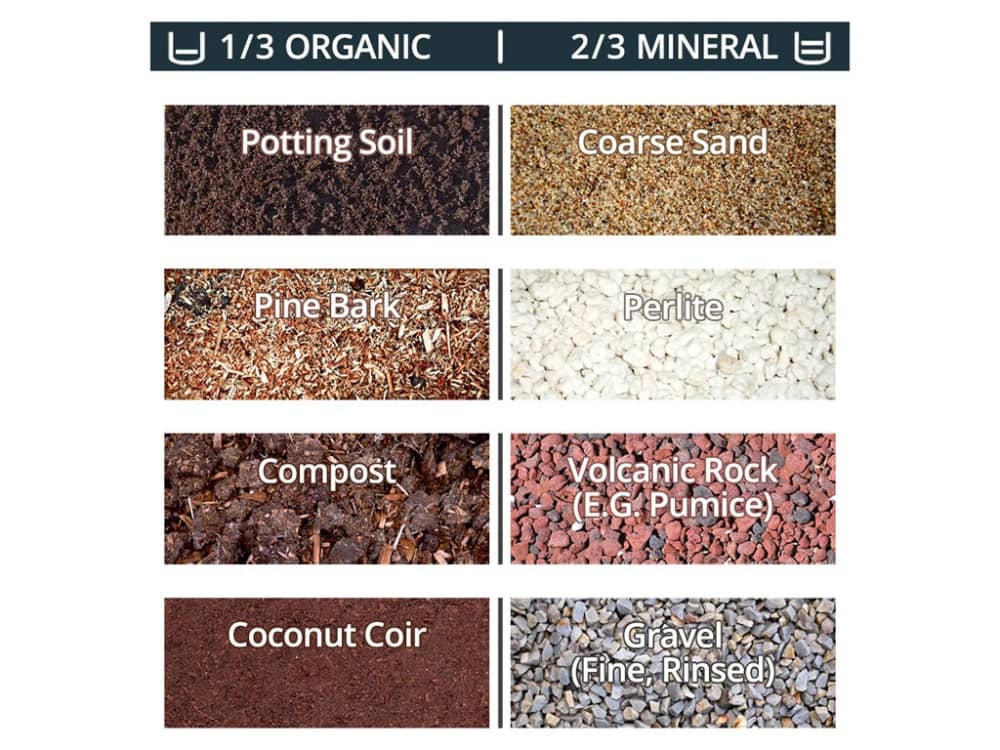 1/3 ORGANIC | 2/3 MINERAL
Potting Soil
Coarse Sand
Pine Bark
Perlite
Compost
Volcanic Rock
(E.G. Pumice)
Coconut Coir
Gravel
(Fine, Rinsed)